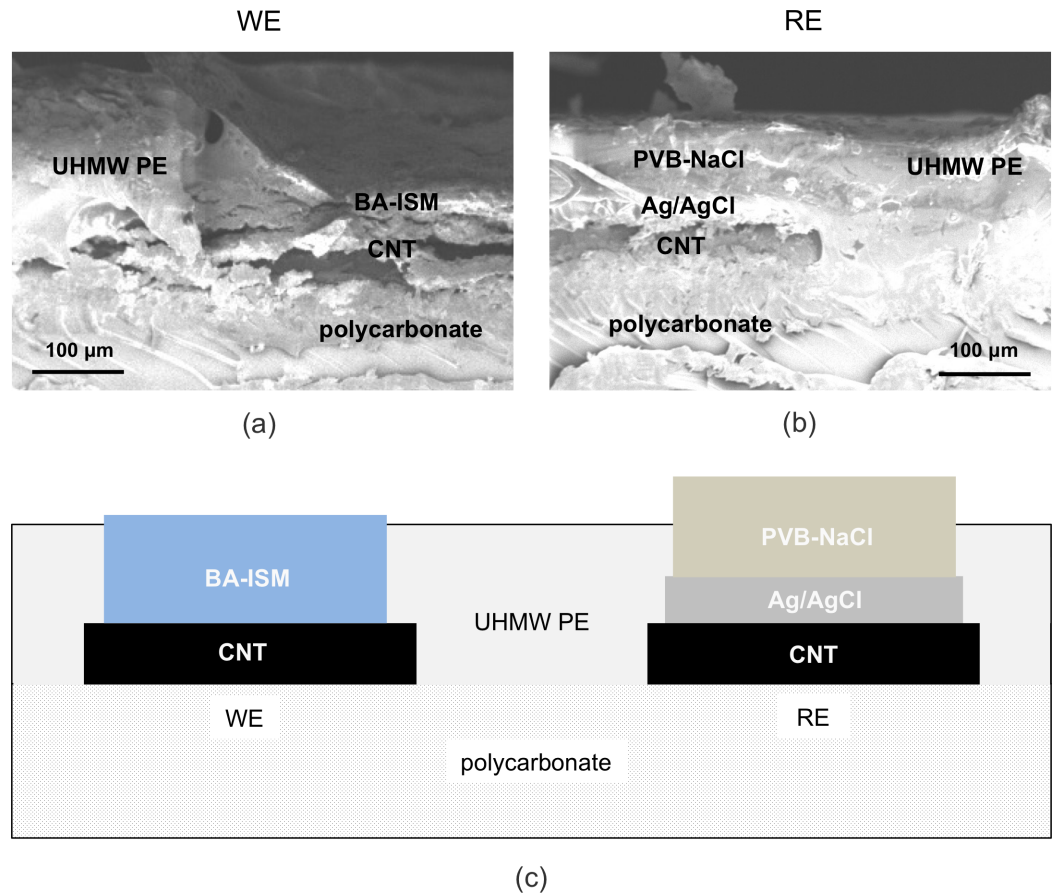 WE
RE
UHMW PE
BA-ISM
CNT
polycarbonate
100 µm
PVB-NaCl
UHMW PE
Ag/AgCl
CNT
polycarbonate
100 µm
(a)
(b)
BA-ISM
CNT
WE
UHMW PE
PVB-NaCl
Ag/AgCl
CNT
RE
polycarbonate
(c)